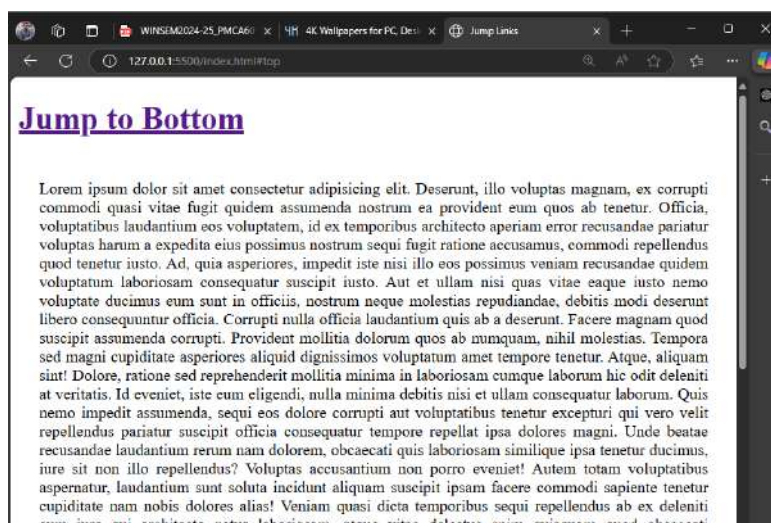 WINSEM2024-25_PMCA60
4K Wallpapers for PC, Desk
Jump Links
127.0.0.1:5500/index.html#top
Jump to Bottom
Lorem ipsum dolor sit amet consectetur adipisicing elit. Deserunt, illo voluptas magnam, ex corrupti
commodi quasi vitae fugit quidem assumenda nostrum ea provident eum quos ab tenetur. Officia,
voluptatibus laudantium eos voluptatem, id ex temporibus architecto aperiam error recusandae pariatur
voluptas harum a expedita eius possimus nostrum sequi fugit ratione accusamus, commodi repellendus
quod tenetur iusto. Ad, quia asperiores, impedit iste nisi illo eos possimus veniam recusandae quidem
voluptatum laboriosam consequatur suscipit iusto. Aut et ullam nisi quas vitae eaque iusto nemo
voluptate ducimus eum sunt in officiis, nostrum neque molestias repudiandae, debitis modi deserunt
libero consequuntur officia. Corrupti nulla officia laudantium quis ab a deserunt. Facere magnam quod
suscipit assumenda corrupti. Provident mollitia dolorum quos ab numquam, nihil molestias. Tempora
sed magni cupiditate asperiores aliquid dignissimos voluptatum amet tempore tenetur. Atque, aliquam
sint! Dolore, ratione sed reprehenderit mollitia minima in laboriosam cumque laborum hic odit deleniti
at veritatis. Id eveniet, iste cum eligendi, nulla minima debitis nisi et ullam consequatur laborum. Quis
nemo impedit assumenda, sequi eos dolore corrupti aut voluptatibus tenetur excepturi qui vero velit
repellendus pariatur suscipit officia consequatur tempore repellat ipsa dolores magni. Unde beatae
recusandae laudantium rerum nam dolorem, obcaecati quis laboriosam similique ipsa tenetur ducimus,
iure sit non illo repellendus? Voluptas accusantium non porro eveniet! Autem totam voluptatibus
aspernatur, laudantium sunt soluta incidunt aliquam suscipit ipsam facere commodi sapiente tenetur
cupiditate nam nobis dolores alias! Veniam quasi dicta temporibus sequi repellendus ab ex deleniti